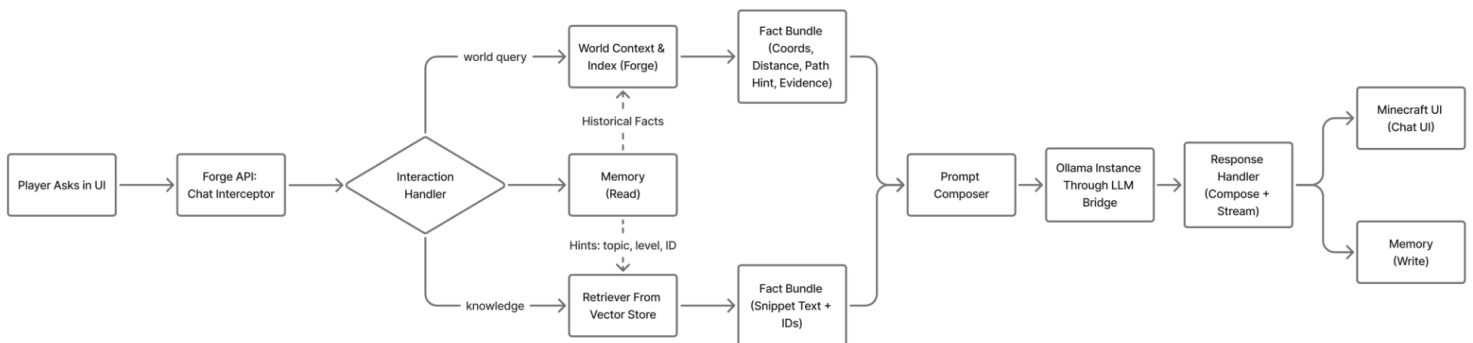 Player Asks in UI
Forge API:
Chat Interceptor
Interaction
Handler
world query
World Context &
Index (Forge)
Fact Bundle
(Coords,
Distance, Path
Hint, Evidence)
Historical Facts
Memory
(Read)
Hints: topic, level, ID
knowledge
Retriever From
Vector Store
Fact Bundle
(Snippet Text +
IDs)
Prompt
Composer
Ollama Instance
Through LLM
Bridge
Response
Handler
(Compose +
Stream)
Minecraft UI
(Chat UI)
Memory
(Write)